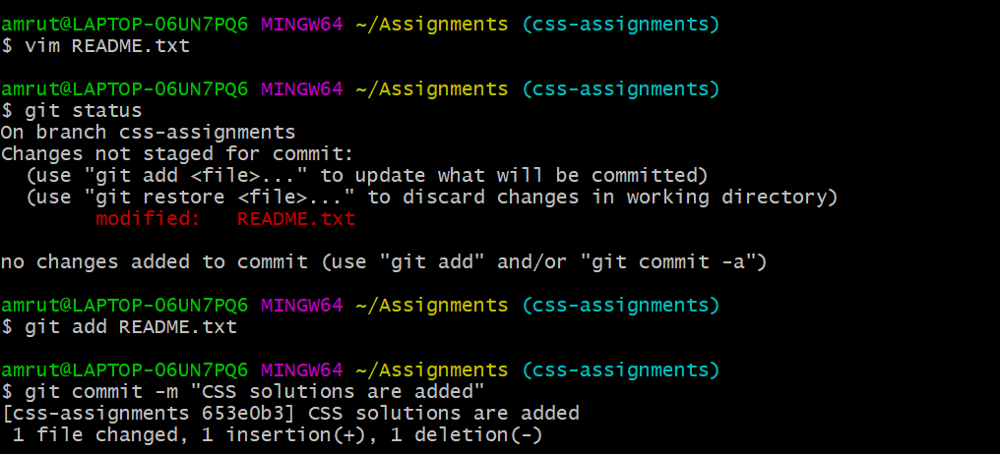 amrut@LAPTOP-O6UN7PQ6 MINGW64 ~/Assignments (css-assignments)
$ vim README.txt
amrut@LAPTOP-O6UN7PQ6 MINGW64 ~/Assignments (css-assignments)
$ git status
On branch css-assignments
Changes not staged for commit:
  (use "git add <file>..." to update what will be committed)
  (use "git restore <file>..." to discard changes in working directory)
        modified:   README.txt
no changes added to commit (use "git add" and/or "git commit -a")
amrut@LAPTOP-O6UN7PQ6 MINGW64 ~/Assignments (css-assignments)
$ git add README.txt
amrut@LAPTOP-O6UN7PQ6 MINGW64 ~/Assignments (css-assignments)
$ git commit -m "CSS solutions are added"
[css-assignments 653e0b3] CSS solutions are added
 1 file changed, 1 insertion(+), 1 deletion(-)